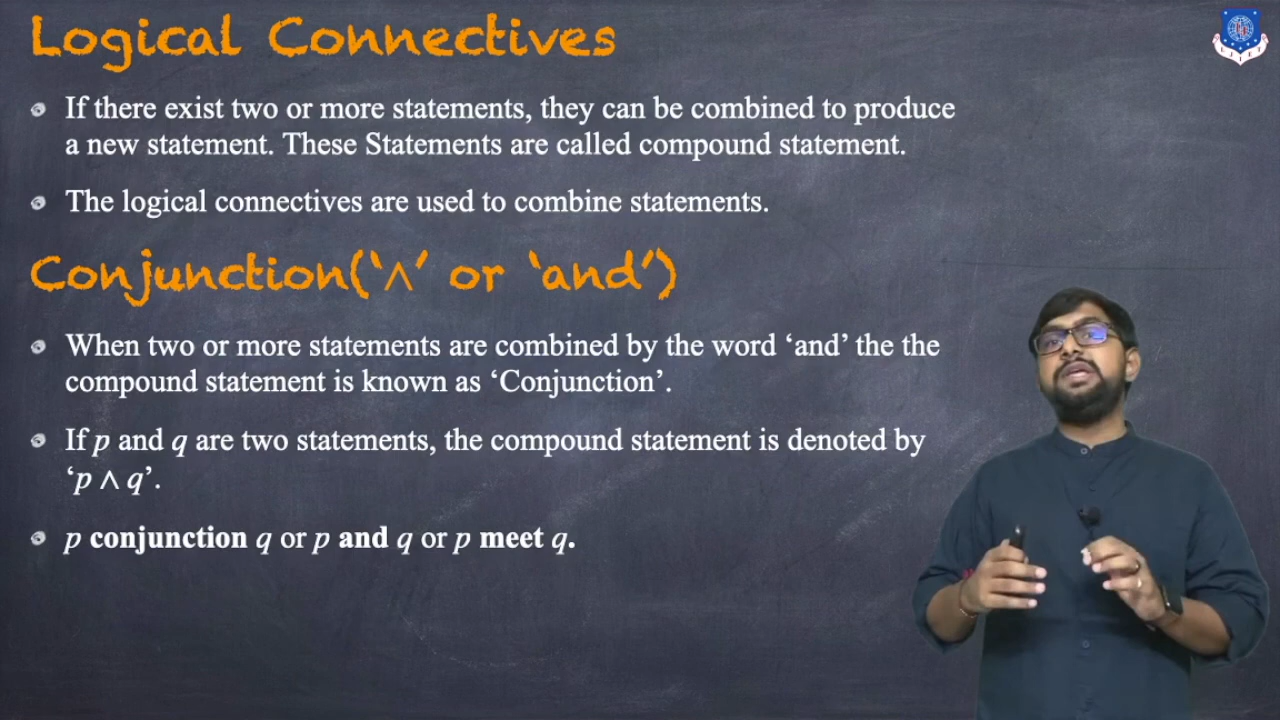 Logical Connectives
If there exist two or more statements, they can be combined to produce
a new statement. These Statements are called compound statement.
The logical connectives are used to combine statements.
Conjunction(‘∧’ or ‘and’)
When two or more statements are combined by the word ‘and’ the the
compound statement is known as ‘Conjunction’.
If p and q are two statements, the compound statement is denoted by
‘p ∧ q’.
p conjunction q or p and q or p meet q.